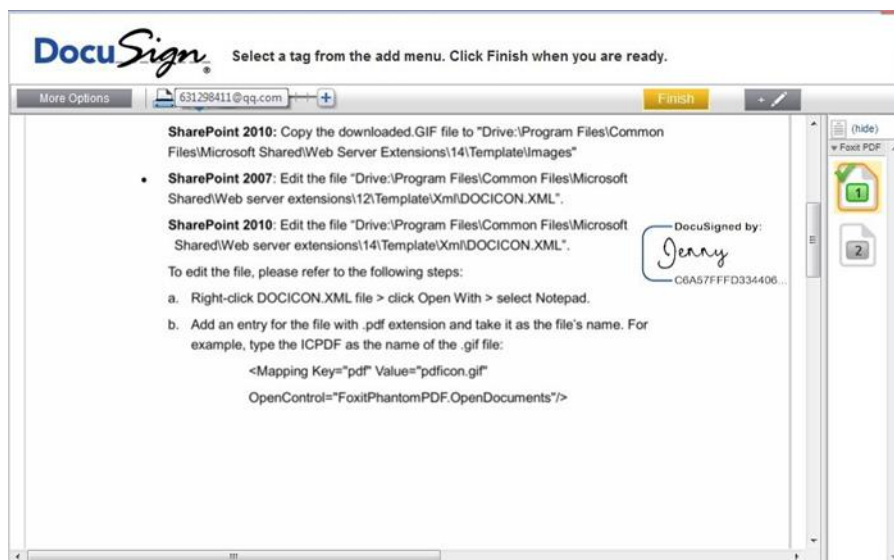 DocuSign® Select a tag from the add menu. Click Finish when you are ready.
More Options 631298411@qq.com Finish
SharePoint 2010: Copy the downloaded.GIF file to "Drive:\Program Files\Common
Files\Microsoft Shared\Web Server Extensions\14\Template\Images"
• SharePoint 2007: Edit the file "Drive:\Program Files\Common Files\Microsoft
Shared\Web server extensions\12\Template\Xml\DOCICON.XML".
SharePoint 2010: Edit the file "Drive:\Program Files\Common Files\Microsoft
Shared\Web server extensions\14\Template\Xml\DOCICON.XML".
To edit the file, please refer to the following steps:
a. Right-click DOCICON.XML file > click Open With > select Notepad.
b. Add an entry for the file with .pdf extension and take it as the file's name. For
example, type the ICPDF as the name of the .gif file:
<Mapping Key="pdf" Value="pdficon.gif"
OpenControl="FoxitPhantomPDF.OpenDocuments"/>
DocuSigned by:
Jenny
C6A57FFFD334406...
(hide)
Foxit PDF
1
2